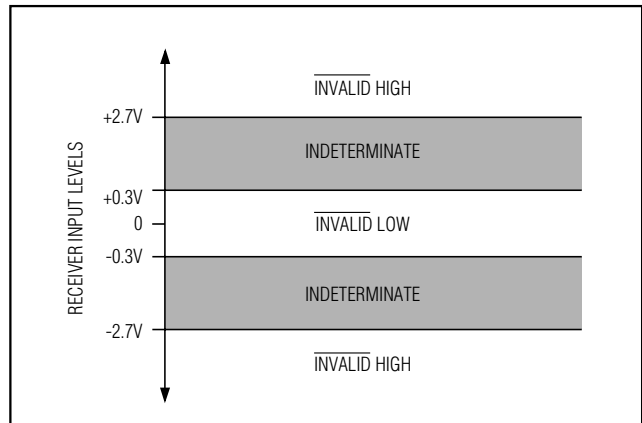 RECEIVER INPUT LEVELS
INVALID HIGH
+2.7V
INDETERMINATE
+0.3V
0
INVALID LOW
-0.3V
INDETERMINATE
-2.7V
INVALID HIGH